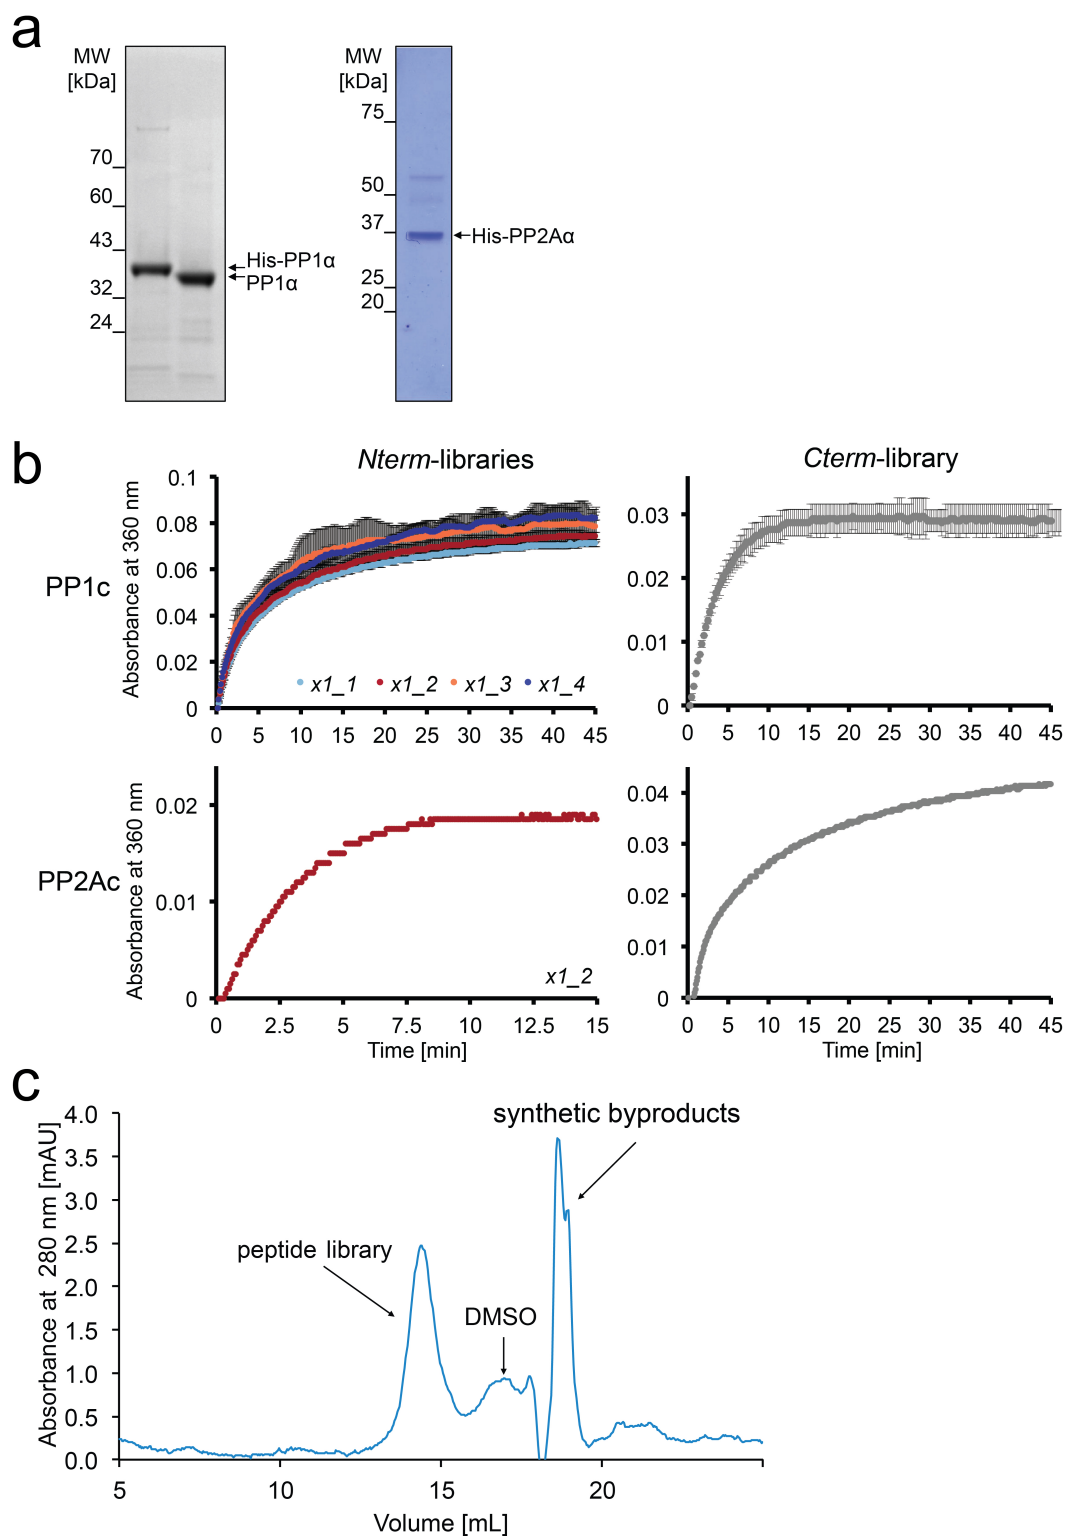 a
MW
[kDa]
70
60
43
32
24
His-PP1α
PP1α
MW
[kDa]
75
50
37
25
20
His-PP2Aα
b
Nterm-libraries
Cterm-library
PP1c
Absorbance at 360 nm
0.1
0.08
0.06
0.04
0.02
0
x1_1 x1_2 x1_3 x1_4
0 5 10 15 20 25 30 35 40 45
0.03
0.02
0.01
0
0 5 10 15 20 25 30 35 40 45
PP2Ac
Absorbance at 360 nm
0.02
0.01
0
x1_2
0 2.5 5 7.5 10 12.5 15
Time [min]
0.04
0.03
0.02
0.01
0
0 5 10 15 20 25 30 35 40 45
Time [min]
c
Absorbance at 280 nm [mAU]
4.0
3.5
3.0
2.5
2.0
1.5
1.0
0.5
0.0
synthetic byproducts
peptide library
DMSO
5 10 15 20
Volume [mL]